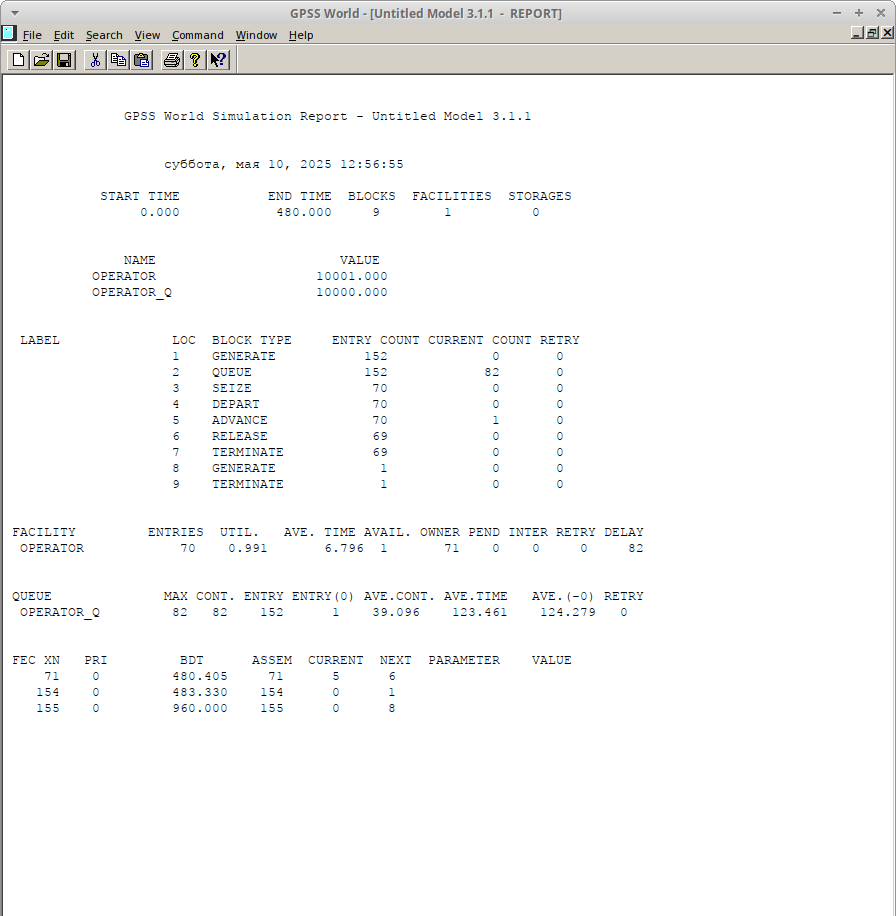 GPSS World - [Untitled Model 3.1.1 - REPORT]
File Edit Search View Command Window Help
GPSS World Simulation Report - Untitled Model 3.1.1
суббота, мая 10, 2025 12:56:55
START TIME END TIME BLOCKS FACILITIES STORAGES
0.000 480.000 9 1 0
NAME VALUE
OPERATOR 10001.000
OPERATOR_Q 10000.000
LABEL LOC BLOCK TYPE ENTRY COUNT CURRENT COUNT RETRY
1 GENERATE 152 0 0
2 QUEUE 152 82 0
3 SEIZE 70 0 0
4 DEPART 70 0 0
5 ADVANCE 70 1 0
6 RELEASE 69 0 0
7 TERMINATE 69 0 0
8 GENERATE 1 0 0
9 TERMINATE 1 0 0
FACILITY ENTRIES UTIL. AVE. TIME AVAIL. OWNER PEND INTER RETRY DELAY
OPERATOR 70 0.991 6.796 1 71 0 0 0 82
QUEUE MAX CONT. ENTRY ENTRY(0) AVE.CONT. AVE.TIME AVE.(-0) RETRY
OPERATOR_Q 82 82 152 1 39.096 123.461 124.279 0
FEC XN PRI BDT ASSEM CURRENT NEXT PARAMETER VALUE
71 0 480.405 71 5 6
154 0 483.330 154 0 1
155 0 960.000 155 0 8